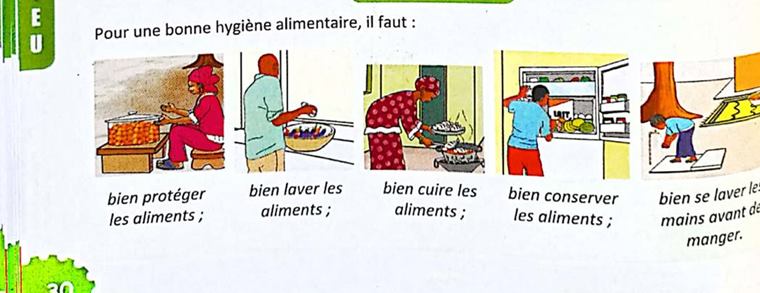 E
U
Pour une bonne hygiène alimentaire, il faut :
LAIT
bien protéger
les aliments ;
bien laver les
aliments ;
bien cuire les
aliments ;
bien conserver
les aliments ;
bien se laver les
mains avant de
manger.
30